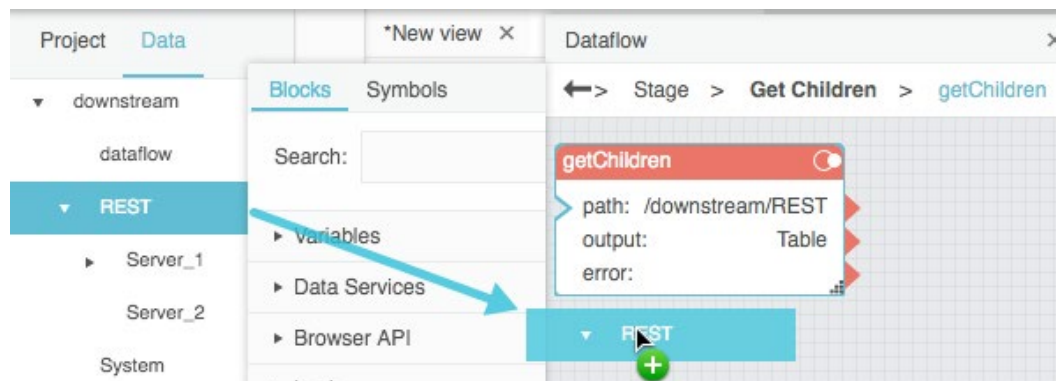 Project Data
*New view ×
Dataflow ×
downstream
Blocks Symbols
Stage > Get Children > getChildren
dataflow
Search:
getChildren
REST
path: /downstream/REST
Variables
output: Table
Server_1
error:
Data Services
Server_2
Browser API
REST
System